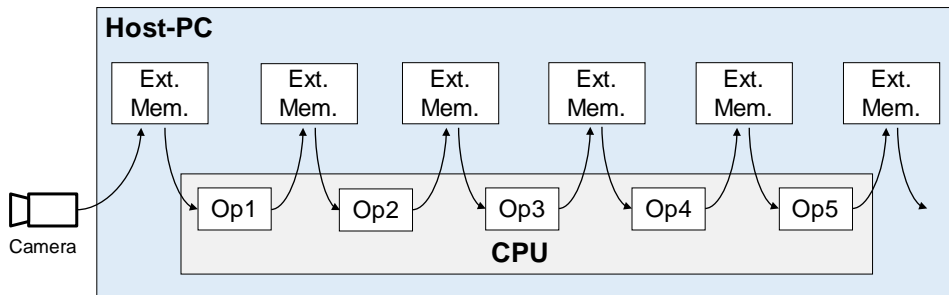 Host-PC
Ext.
Mem.
Ext.
Mem.
Ext.
Mem.
Ext.
Mem.
Ext.
Mem.
Ext.
Mem.
Op1
Op2
Op3
Op4
Op5
Camera
CPU